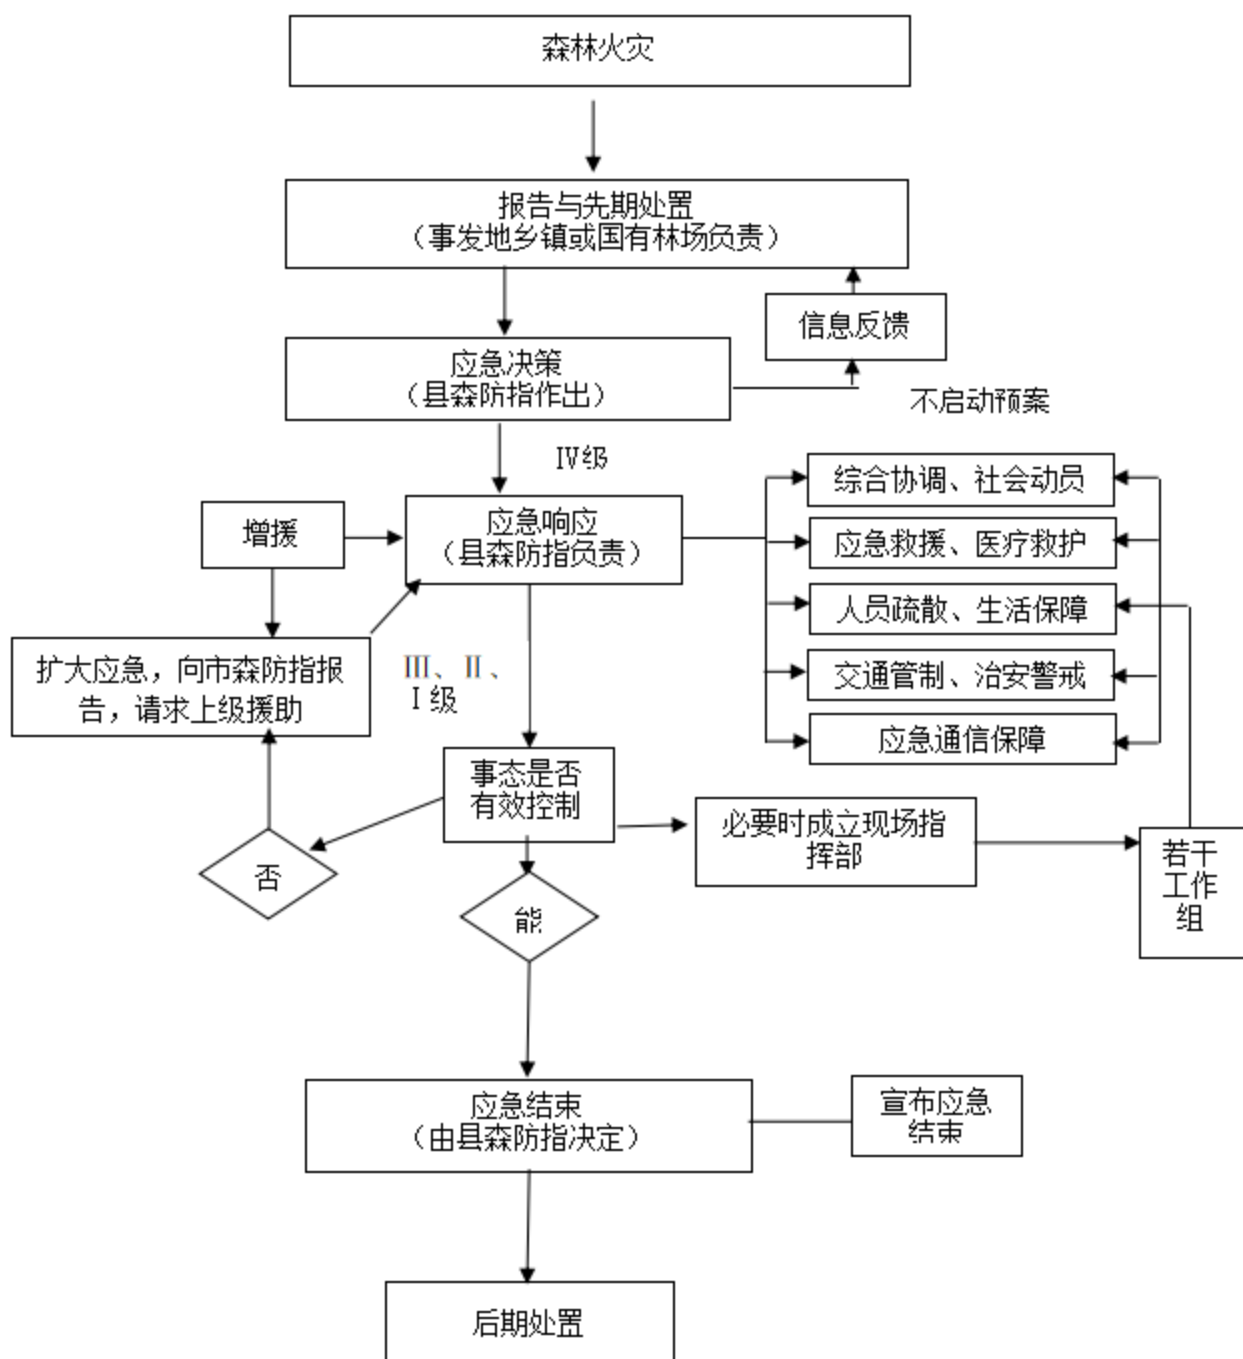 森林火灾
报告与先期处置
（事发地乡镇或国有林场负责）
信息反馈
应急决策
（县森防指作出）
不启动预案
IV级
综合协调、社会动员
增援
应急响应
（县森防指负责）
应急救援、医疗救护
人员疏散、生活保障
扩大应急，向市森防指报
告，请求上级援助
III、II、
I级
交通管制、治安警戒
应急通信保障
事态是否
有效控制
必要时成立现场指
挥部
若干
工作
组
否
能
应急结束
（由县森防指决定）
宣布应急
结束
后期处置